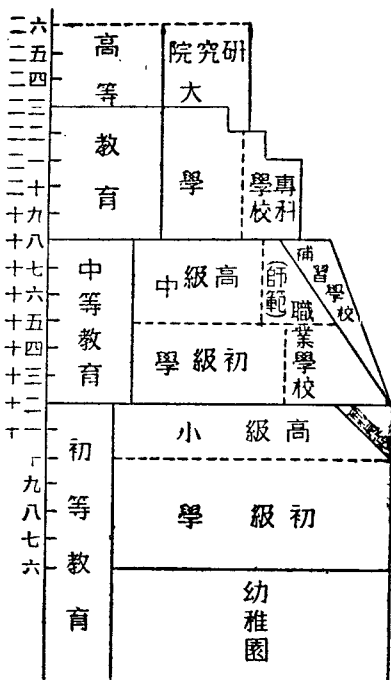 二六
二五
二四
二三
二二
二一
二十
十九
十八
十七
十六
十五
十四
十三
十二
十一
九
八
七
六
高等教育
研究院
大學
專科
學校
中等教育
高級中
初級學
（師範）
職業學校
補習學校
初等教育
高級小
初級學
幼稚園